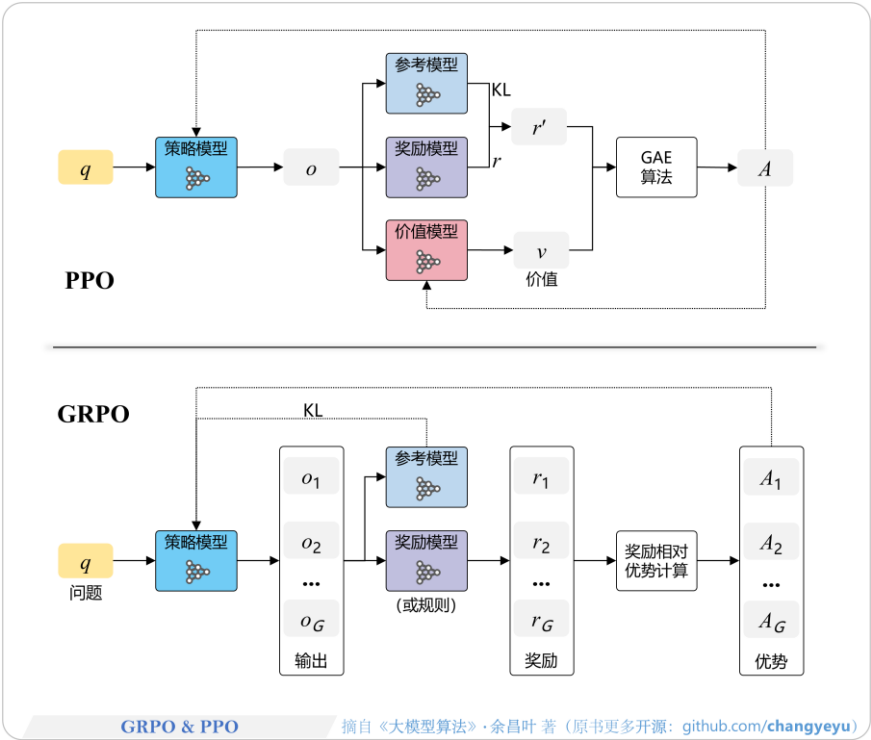 参考模型
KL
r'
策略模型
奖励模型
GAE
算法
q
o
r
A
价值模型
v
价值
PPO
GRPO
KL
参考模型
o1
r1
A1
策略模型
奖励模型
奖励相对
优势计算
q
o2
r2
A2
问题
...
(或规则)
...
...
oG
rG
AG
输出
奖励
优势
GRPO & PPO
摘自《大模型算法》· 余昌叶 著（原书更多开源：github.com/changyeyu）